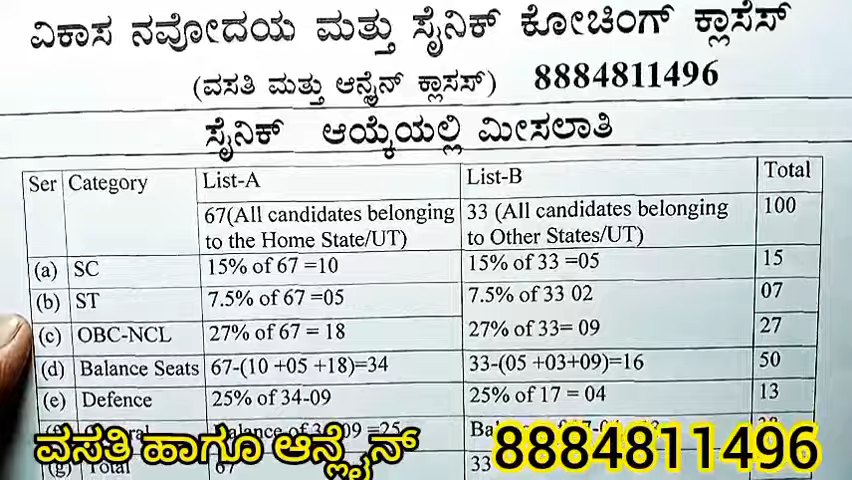 ವಿಕಾಸ ನವೋದಯ ಮತ್ತು ಸೈನಿಕ್ ಕೋಚಿಂಗ್ ಕ್ಲಾಸೆಸ್
(ವಸತಿ ಮತ್ತು ಆನ್ಲೈನ್ ಕ್ಲಾಸಸ್) 8884811496
ಸೈನಿಕ್ ಆಯ್ಕೆಯಲ್ಲಿ ಮೀಸಲಾತಿ
Ser Category List-A List-B Total
67(All candidates belonging to the Home State/UT) 33 (All candidates belonging to Other States/UT) 100
(a) SC 15% of 67 =10 15% of 33 =05 15
(b) ST 7.5% of 67 =05 7.5% of 33 02 07
(c) OBC-NCL 27% of 67 = 18 27% of 33= 09 27
(d) Balance Seats 67-(10 +05 +18)=34 33-(05 +03+09)=16 50
(e) Defence 25% of 34-09 25% of 17 = 04 13
=25
(g) Total 67 33
ವಸತಿ ಹಾಗೂ ಆನ್ಲೈನ್ 8884811496